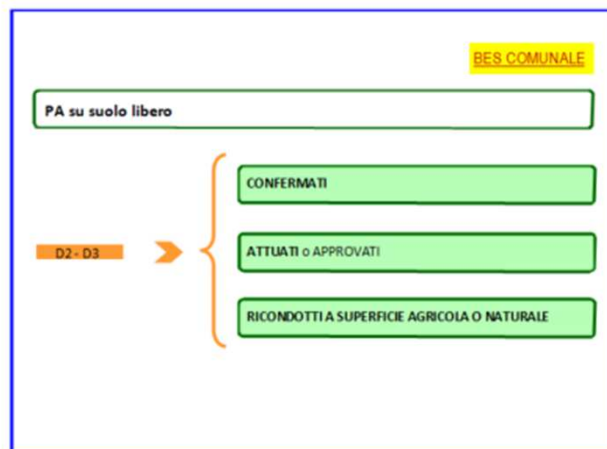 BES COMUNALE
PA su suolo libero
CONFERMATI
D2 - D3
ATTUATI o APPROVATI
RICONDOTTI A SUPERFICIE AGRICOLA O NATURALE